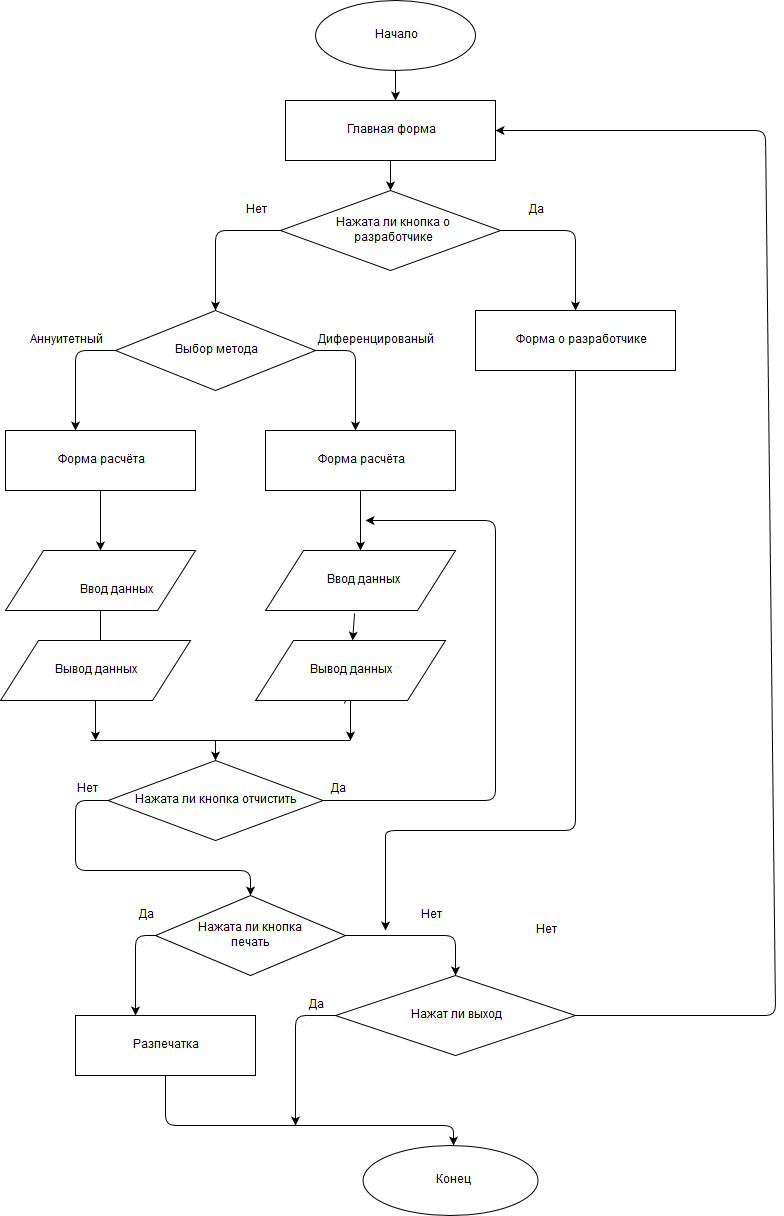 Начало
Главная форма
Нет
Да
Нажата ли кнопка о
разработчике
Аннуитетный
Выбор метода
Диференцированый
Форма о разработчике
Форма расчёта
Форма расчёта
Ввод данных
Ввод данных
Вывод данных
Вывод данных
Нет
Нажата ли кнопка отчистить
Да
Да
Нажата ли кнопка
печать
Нет
Нет
Да
Нажат ли выход
Разпечатка
Конец